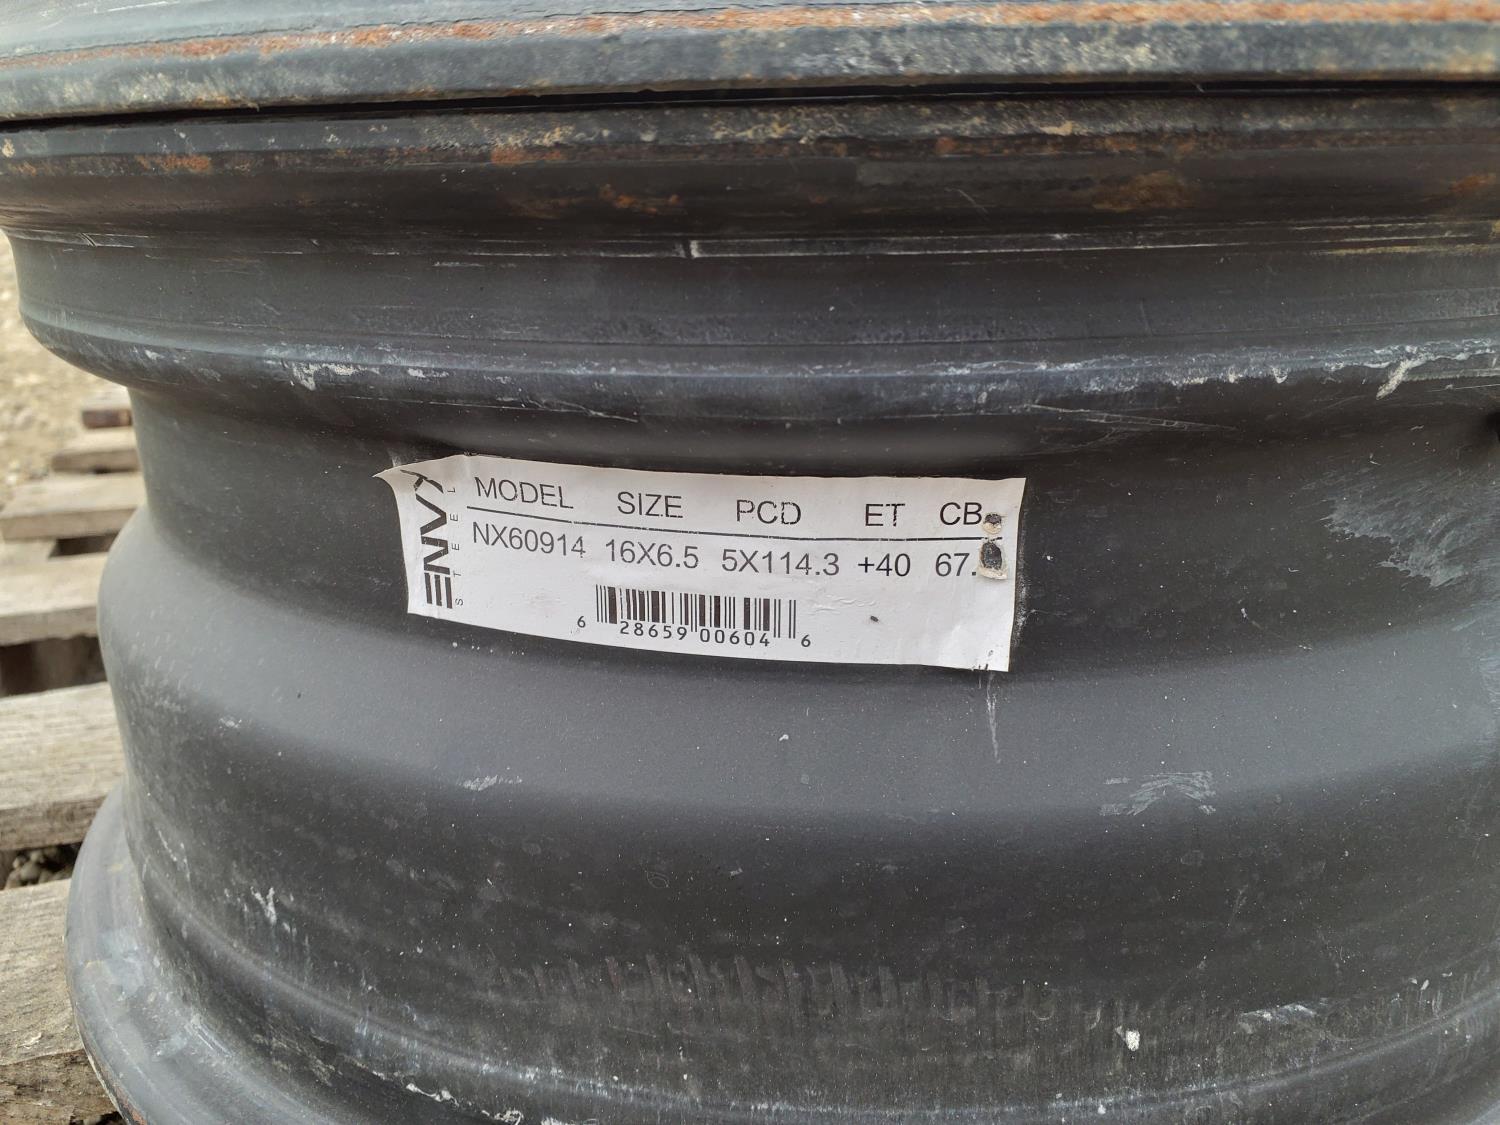 ENVY
STEEL
MODEL SIZE PCD ET CB
NX60914 16X6.5 5X114.3 +40 67.
6 28659 00604 6